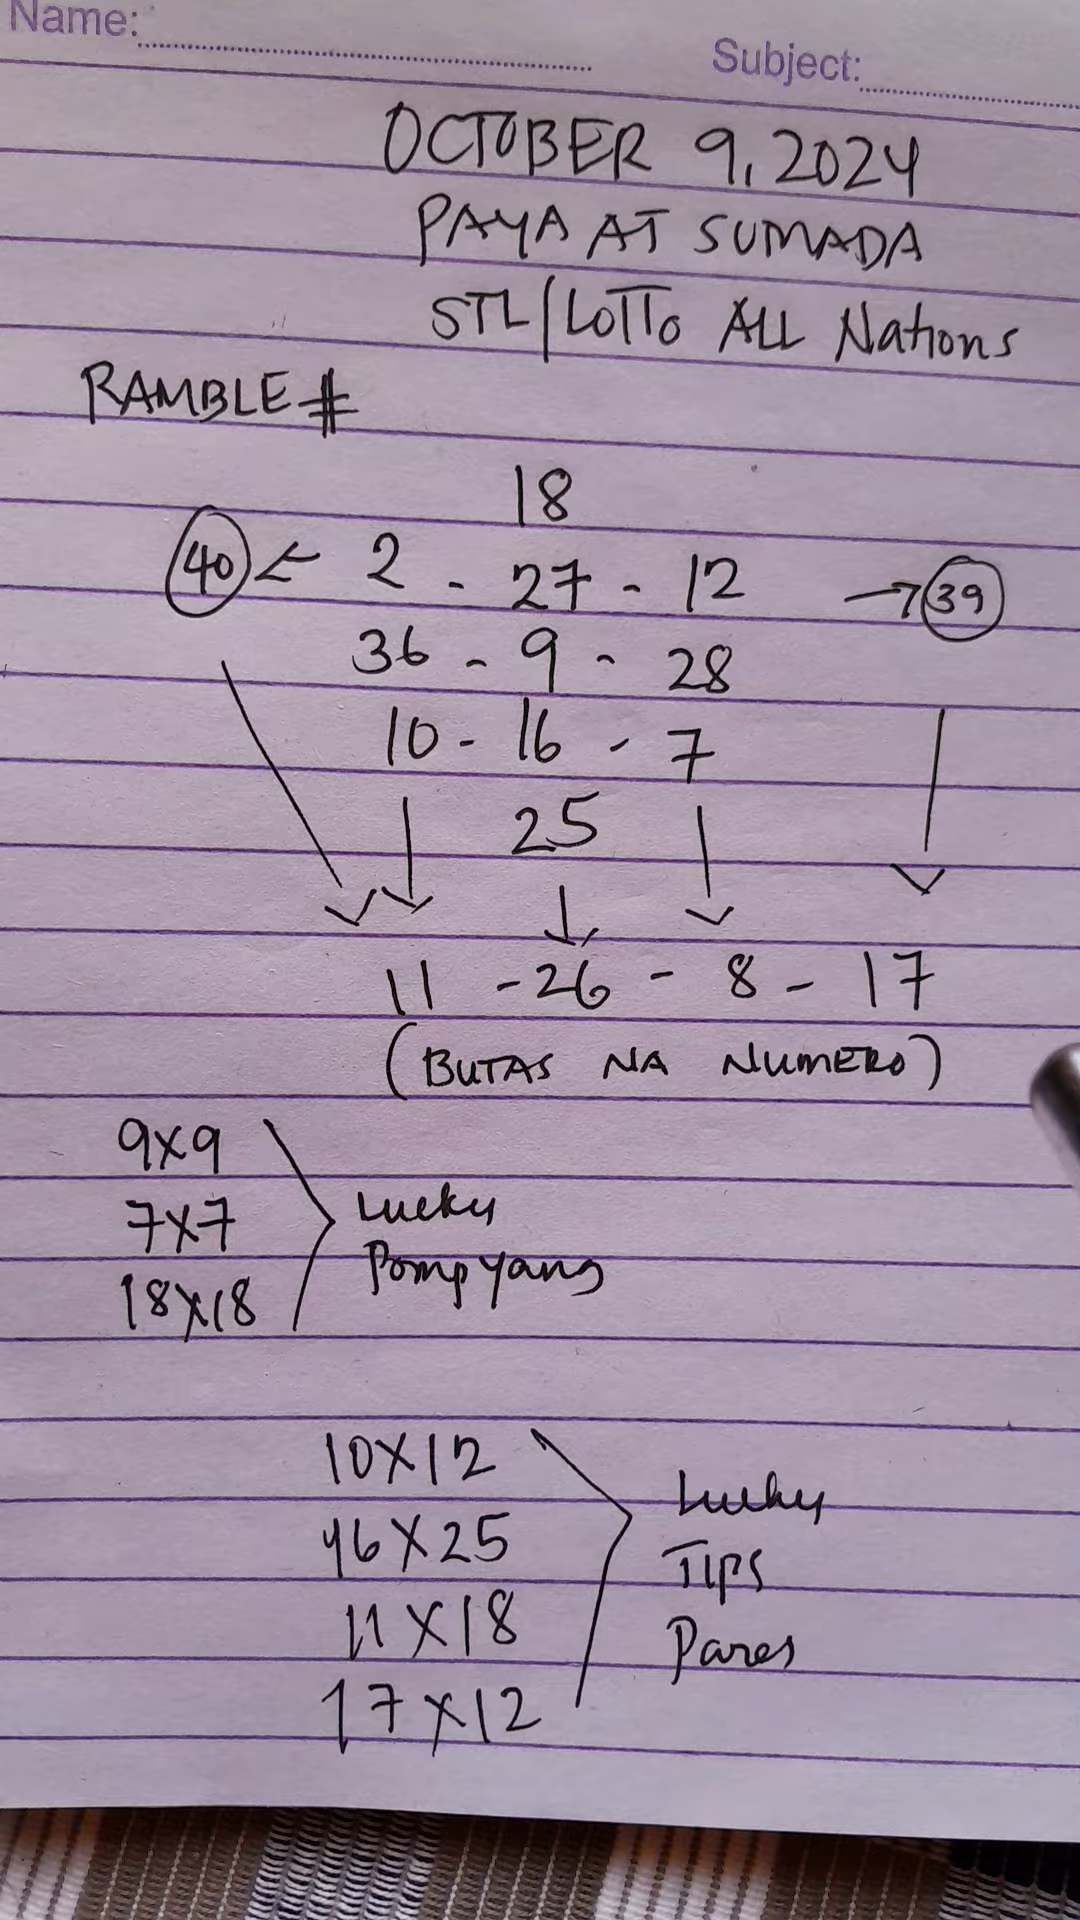 Name:
Subject:
OCTOBER 9, 2024
PAYA AT SUMADA
STL/LOTTO ALL Nations
RAMBLE #
18
40 ← 2 - 27 - 12 → 39
36 - 9 - 28
10 - 16 - 7
25
11 - 26 - 8 - 17
(BUTAS NA NUMERO)
9X9
7X7
18X18
Lucky
Pompyang
10X12
16X25
11X18
17X12
Lucky
TIPS
Pares